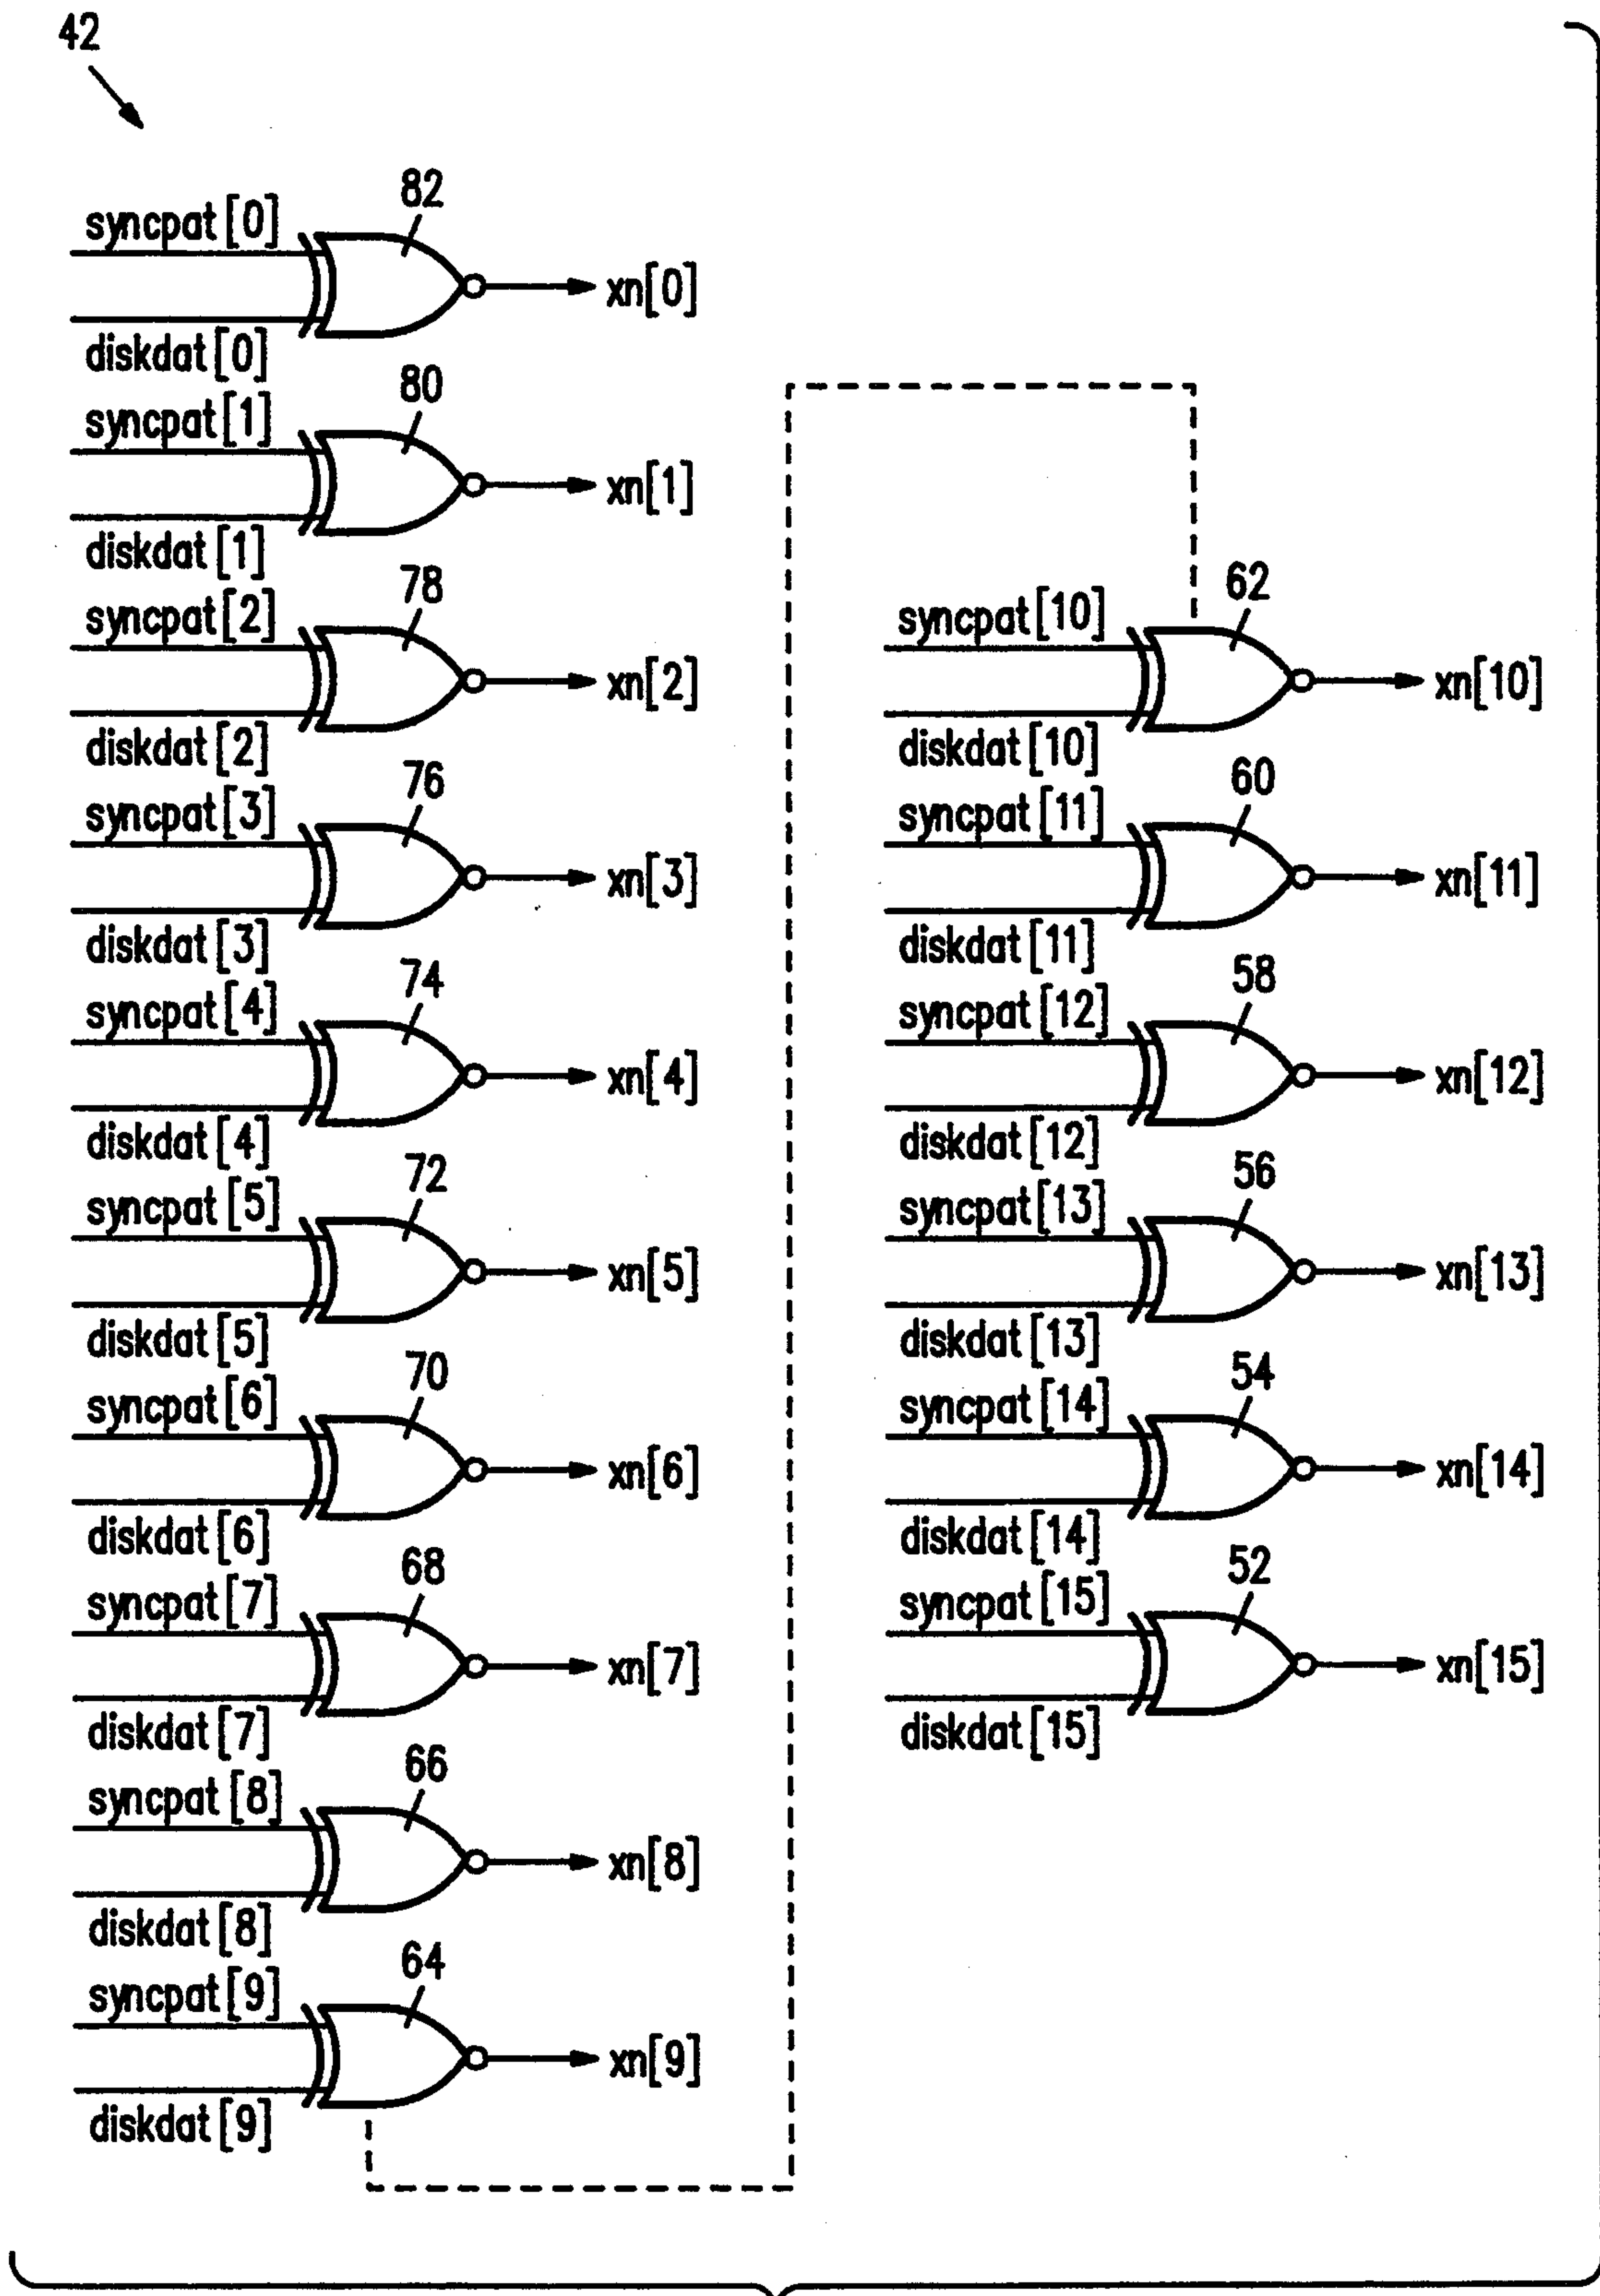 42
82
syncpat[0]
xn[0]
diskdat[0]
80
syncpat[1]
xn[1]
diskdat[1]
78
syncpat[2]
xn[2]
diskdat[2]
76
syncpat[3]
xn[3]
diskdat[3]
74
syncpat[4]
xn[4]
diskdat[4]
72
syncpat[5]
xn[5]
diskdat[5]
70
syncpat[6]
xn[6]
diskdat[6]
68
syncpat[7]
xn[7]
diskdat[7]
66
syncpat[8]
xn[8]
diskdat[8]
64
syncpat[9]
xn[9]
diskdat[9]
62
syncpat[10]
xn[10]
diskdat[10]
60
syncpat[11]
xn[11]
diskdat[11]
58
syncpat[12]
xn[12]
diskdat[12]
56
syncpat[13]
xn[13]
diskdat[13]
54
syncpat[14]
xn[14]
diskdat[14]
52
syncpat[15]
xn[15]
diskdat[15]